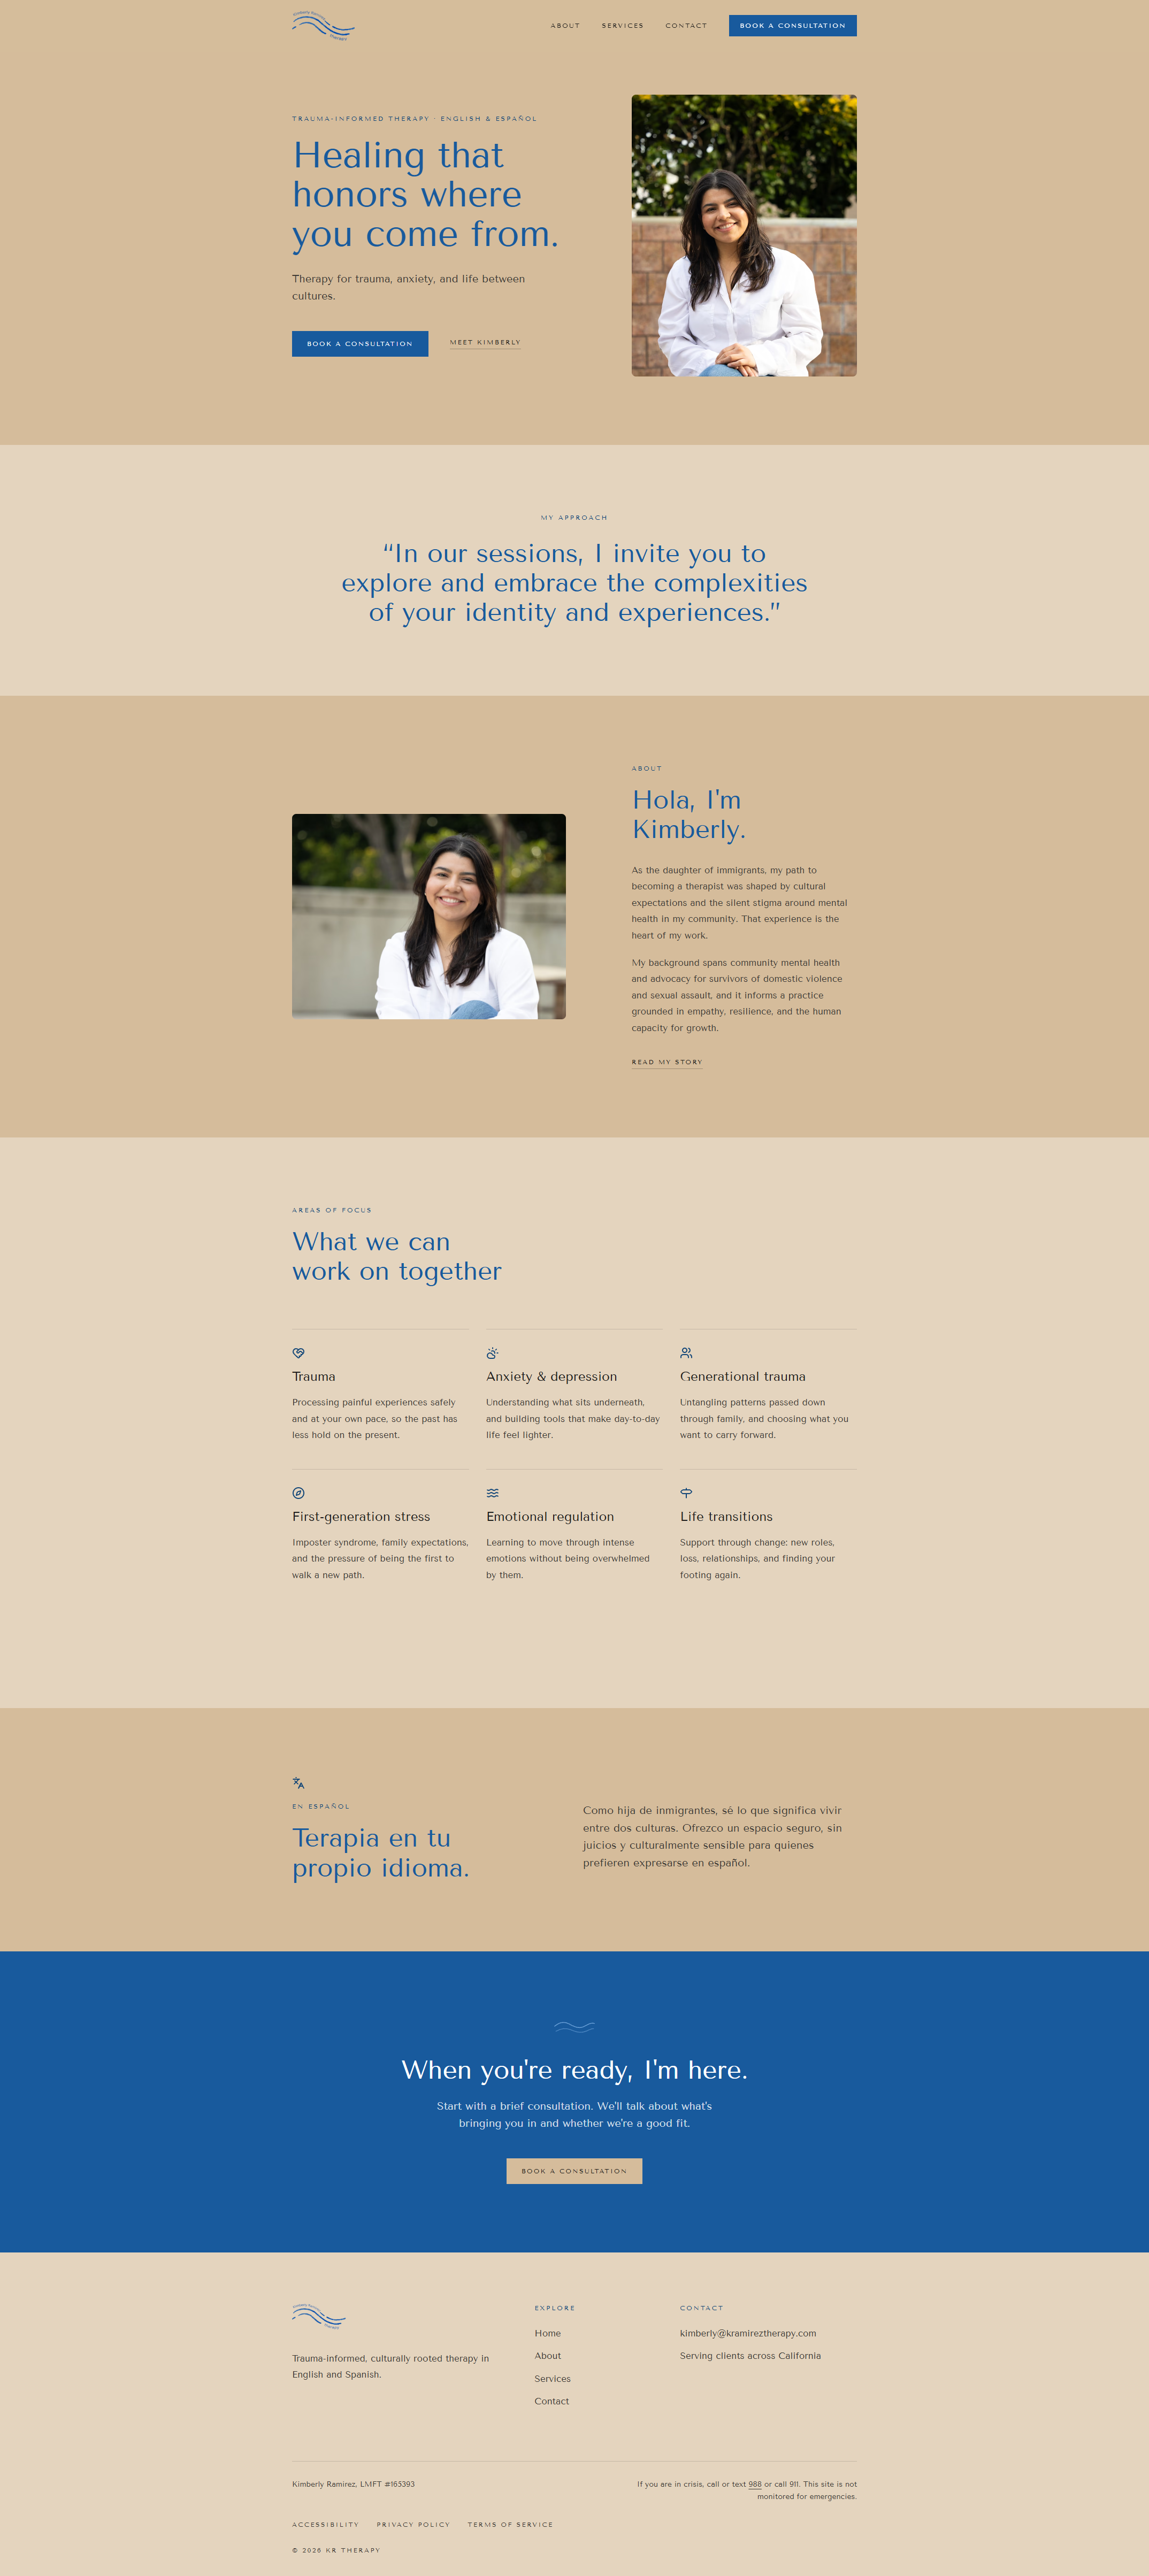 Kimberly Ramirez
Therapy
ABOUT
SERVICES
CONTACT
BOOK A CONSULTATION
TRAUMA-INFORMED THERAPY · ENGLISH & ESPAÑOL
Healing that
honors where
you come from.
Therapy for trauma, anxiety, and life between
cultures.
BOOK A CONSULTATION
MEET KIMBERLY
MY APPROACH
“In our sessions, I invite you to
explore and embrace the complexities
of your identity and experiences.”
ABOUT
Hola, I'm
Kimberly.
As the daughter of immigrants, my path to
becoming a therapist was shaped by cultural
expectations and the silent stigma around mental
health in my community. That experience is the
heart of my work.
My background spans community mental health
and advocacy for survivors of domestic violence
and sexual assault, and it informs a practice
grounded in empathy, resilience, and the human
capacity for growth.
READ MY STORY
AREAS OF FOCUS
What we can
work on together
Trauma
Processing painful experiences safely
and at your own pace, so the past has
less hold on the present.
Anxiety & depression
Understanding what sits underneath,
and building tools that make day-to-day
life feel lighter.
Generational trauma
Untangling patterns passed down
through family, and choosing what you
want to carry forward.
First-generation stress
Imposter syndrome, family expectations,
and the pressure of being the first to
walk a new path.
Emotional regulation
Learning to move through intense
emotions without being overwhelmed
by them.
Life transitions
Support through change: new roles,
loss, relationships, and finding your
footing again.
EN ESPAÑOL
Terapia en tu
propio idioma.
Como hija de inmigrantes, sé lo que significa vivir
entre dos culturas. Ofrezco un espacio seguro, sin
juicios y culturalmente sensible para quienes
prefieren expresarse en español.
When you're ready, I'm here.
Start with a brief consultation. We'll talk about what's
bringing you in and whether we're a good fit.
BOOK A CONSULTATION
Kimberly Ramirez
Therapy
Trauma-informed, culturally rooted therapy in
English and Spanish.
EXPLORE
Home
About
Services
Contact
CONTACT
kimberly@kramireztherapy.com
Serving clients across California
Kimberly Ramirez, LMFT #165393
If you are in crisis, call or text 988 or call 911. This site is not
monitored for emergencies.
ACCESSIBILITY
PRIVACY POLICY
TERMS OF SERVICE
© 2026 KR THERAPY